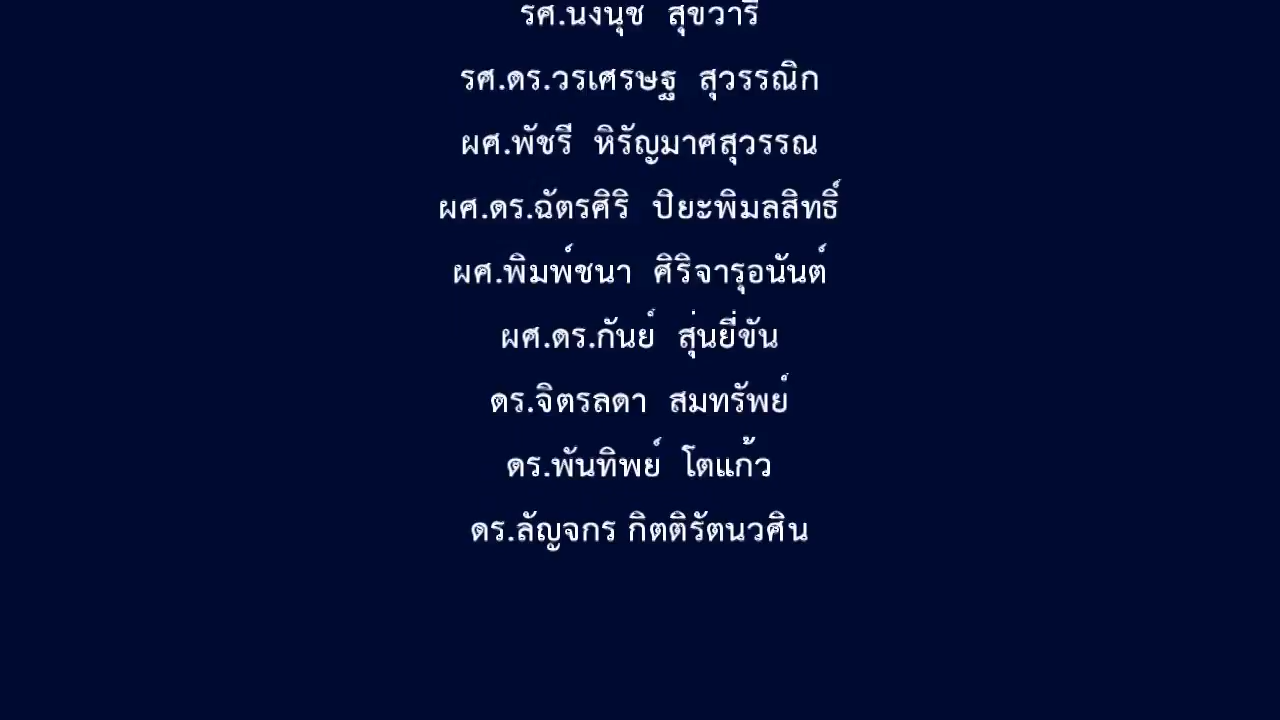 รศ.นงนุช  สุขวารี
รศ.ดร.วรเศรษฐ  สุวรรณิก
ผศ.พัชรี  หิรัญมาศสุวรรณ
ผศ.ดร.ฉัตรศิริ  ปิยะพิมลสิทธิ์
ผศ.พิมพ์ชนา  ศิริจารุอนันต์
ผศ.ดร.กันย์  สุ่นยี่ขัน
ดร.จิตรลดา  สมทรัพย์
ดร.พันทิพย์  โตแก้ว
ดร.ลัญจกร กิตติรัตนวศิน